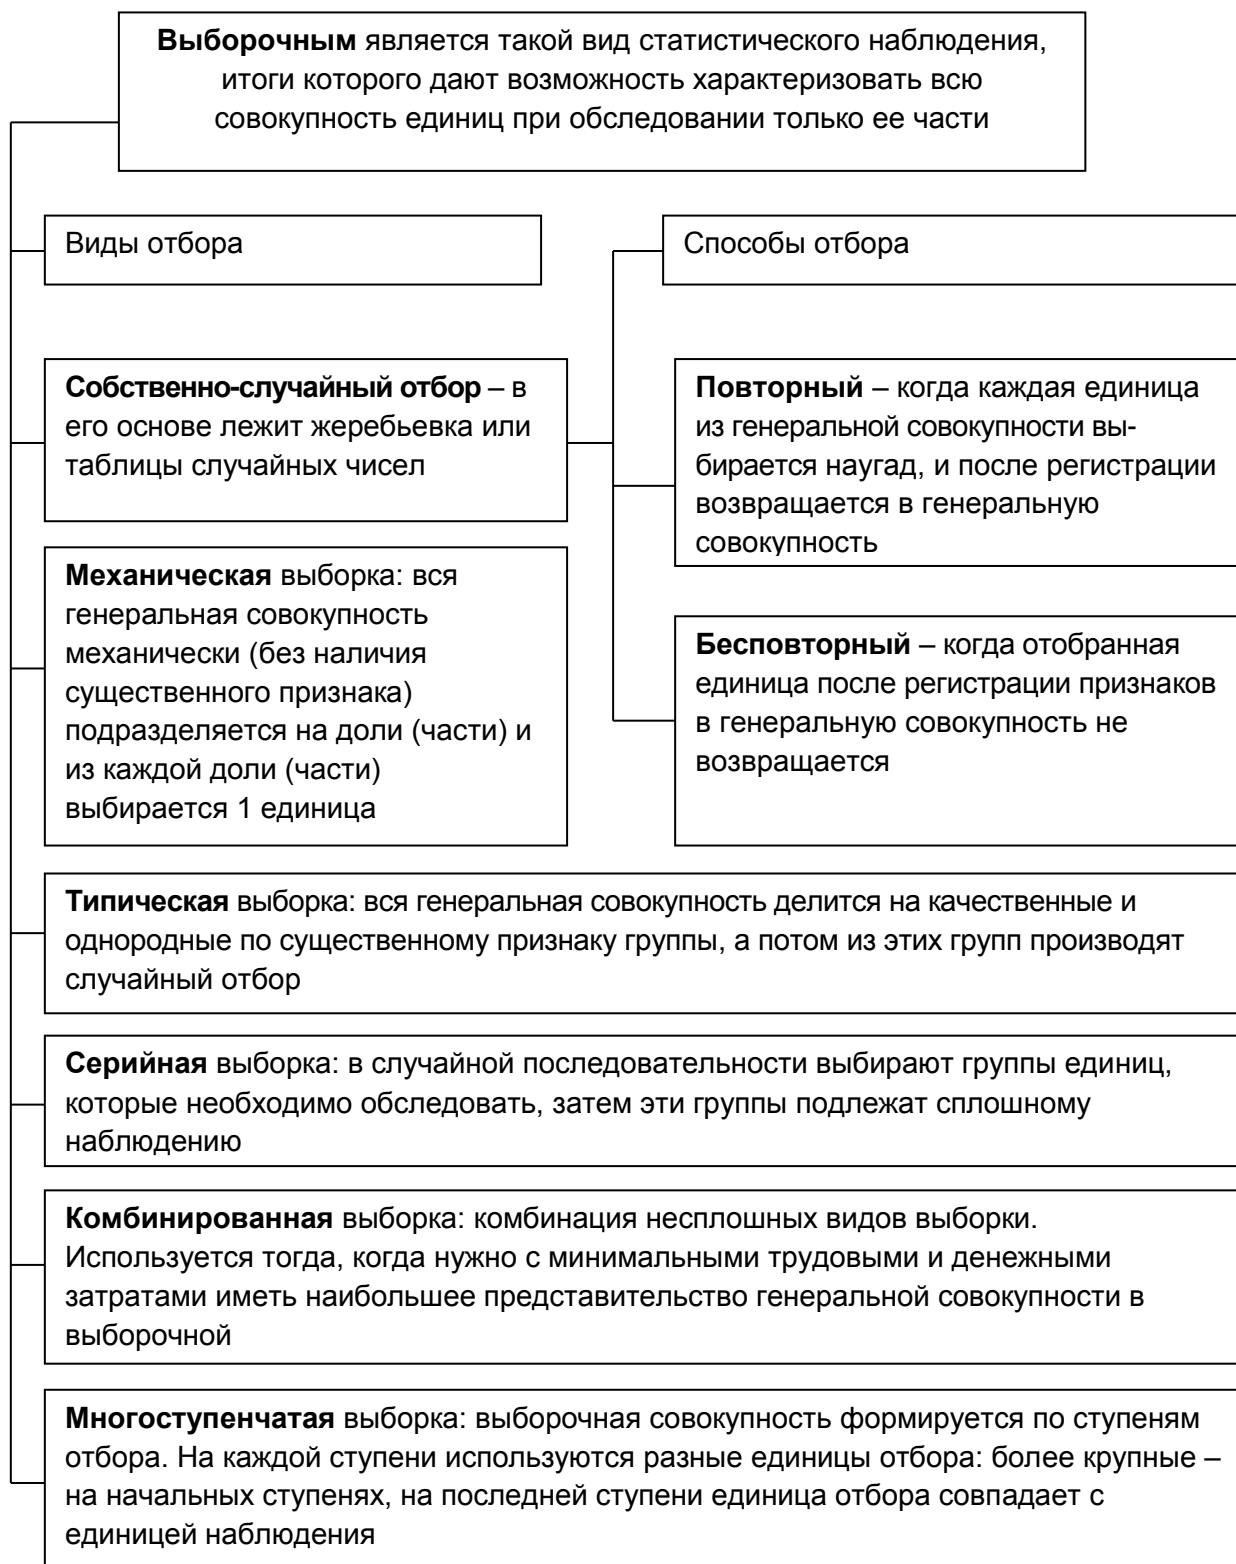 Выборочным является такой вид статистического наблюдения,
итоги которого дают возможность характеризовать всю
совокупность единиц при обследовании только ее части
Виды отбора
Способы отбора
Собственно-случайный отбор – в
его основе лежит жеребьевка или
таблицы случайных чисел
Повторный – когда каждая единица
из генеральной совокупности вы-
бирается наугад, и после регистрации
возвращается в генеральную
совокупность
Механическая выборка: вся
генеральная совокупность
механически (без наличия
существенного признака)
подразделяется на доли (части) и
из каждой доли (части)
выбирается 1 единица
Бесповторный – когда отобранная
единица после регистрации признаков
в генеральную совокупность не
возвращается
Типическая выборка: вся генеральная совокупность делится на качественные и
однородные по существенному признаку группы, а потом из этих групп производят
случайный отбор
Серийная выборка: в случайной последовательности выбирают группы единиц,
которые необходимо обследовать, затем эти группы подлежат сплошному
наблюдению
Комбинированная выборка: комбинация несплошных видов выборки.
Используется тогда, когда нужно с минимальными трудовыми и денежными
затратами иметь наибольшее представительство генеральной совокупности в
выборочной
Многоступенчатая выборка: выборочная совокупность формируется по ступеням
отбора. На каждой ступени используются разные единицы отбора: более крупные –
на начальных ступенях, на последней ступени единица отбора совпадает с
единицей наблюдения